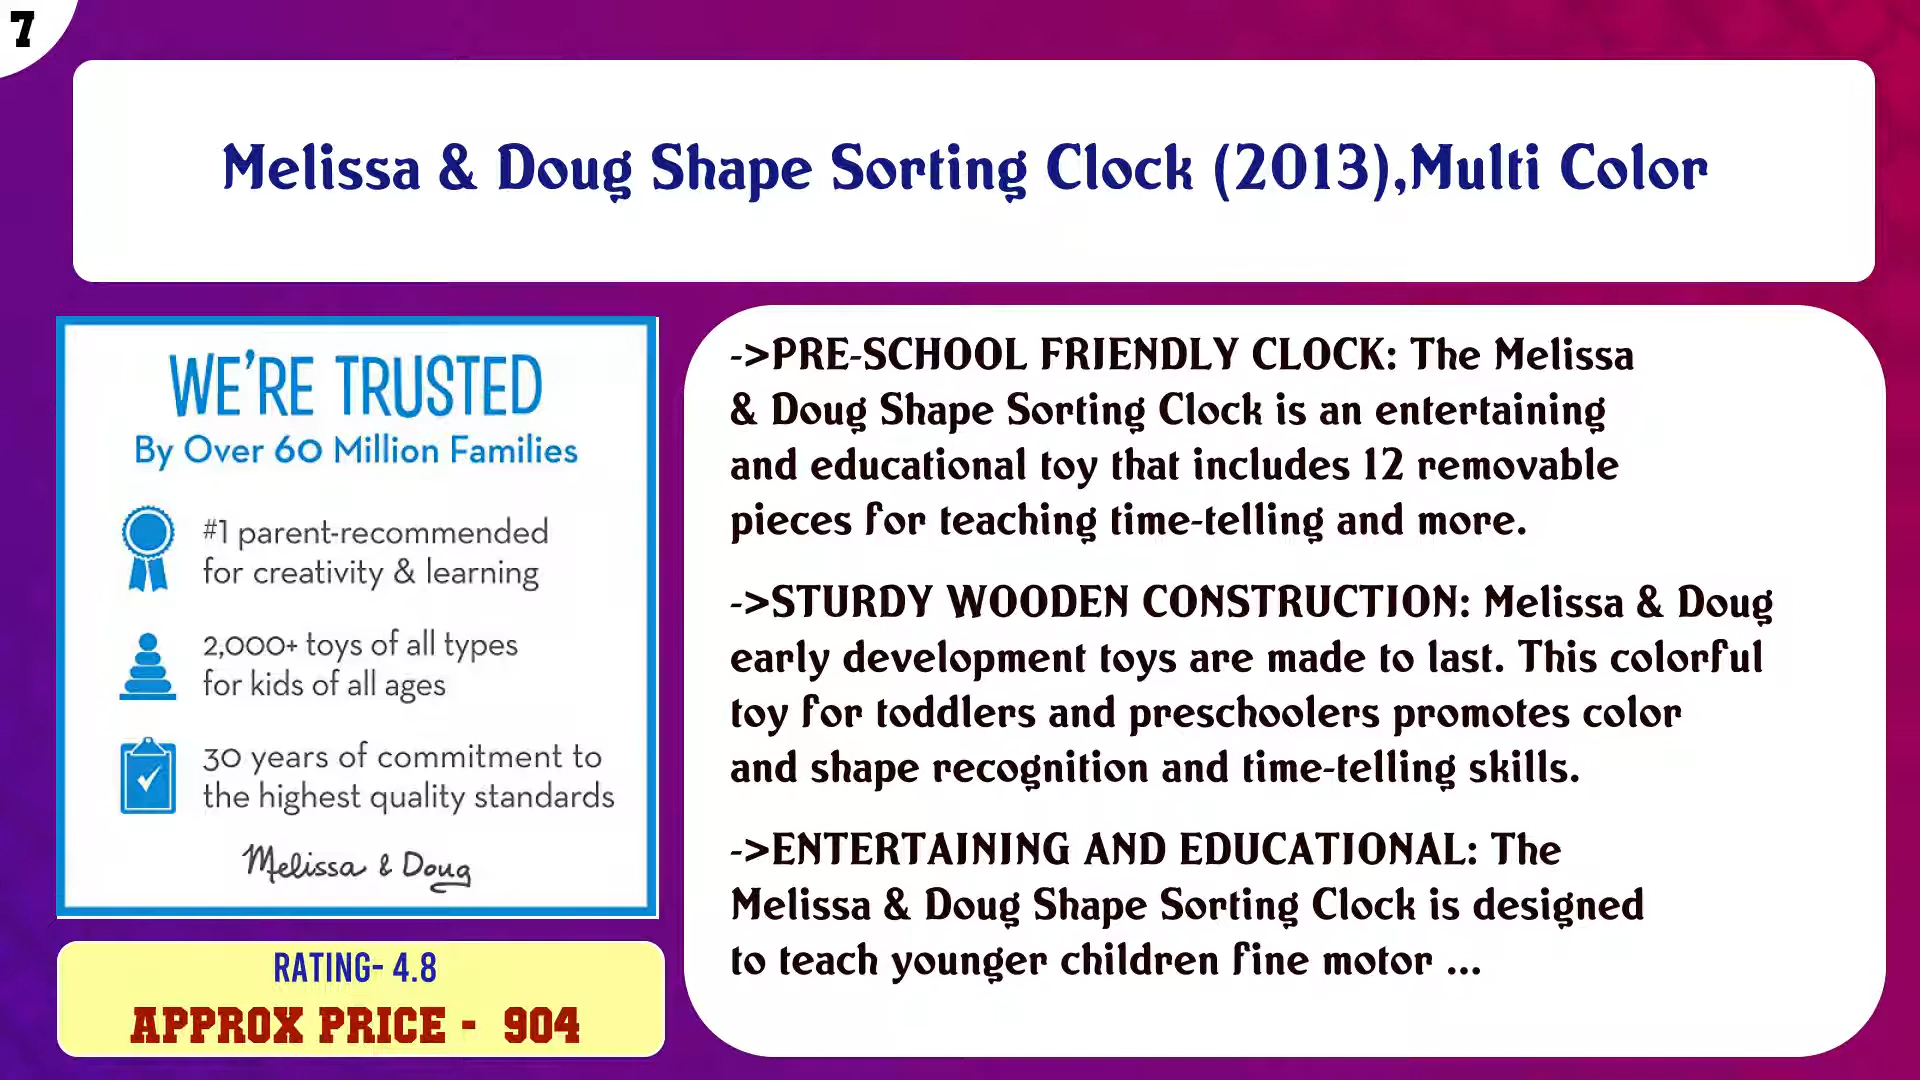 7
Melissa & Doug Shape Sorting Clock (2013),Multi Color
WE'RE TRUSTED
By Over 60 Million Families
#1 parent-recommended
for creativity & learning
2,000+ toys of all types
for kids of all ages
30 years of commitment to
the highest quality standards
Melissa & Doug
RATING- 4.8
APPROX PRICE - 904
->PRE-SCHOOL FRIENDLY CLOCK: The Melissa
& Doug Shape Sorting Clock is an entertaining
and educational toy that includes 12 removable
pieces for teaching time-telling and more.
->STURDY WOODEN CONSTRUCTION: Melissa & Doug
early development toys are made to last. This colorful
toy for toddlers and preschoolers promotes color
and shape recognition and time-telling skills.
->ENTERTAINING AND EDUCATIONAL: The
Melissa & Doug Shape Sorting Clock is designed
to teach younger children fine motor ...